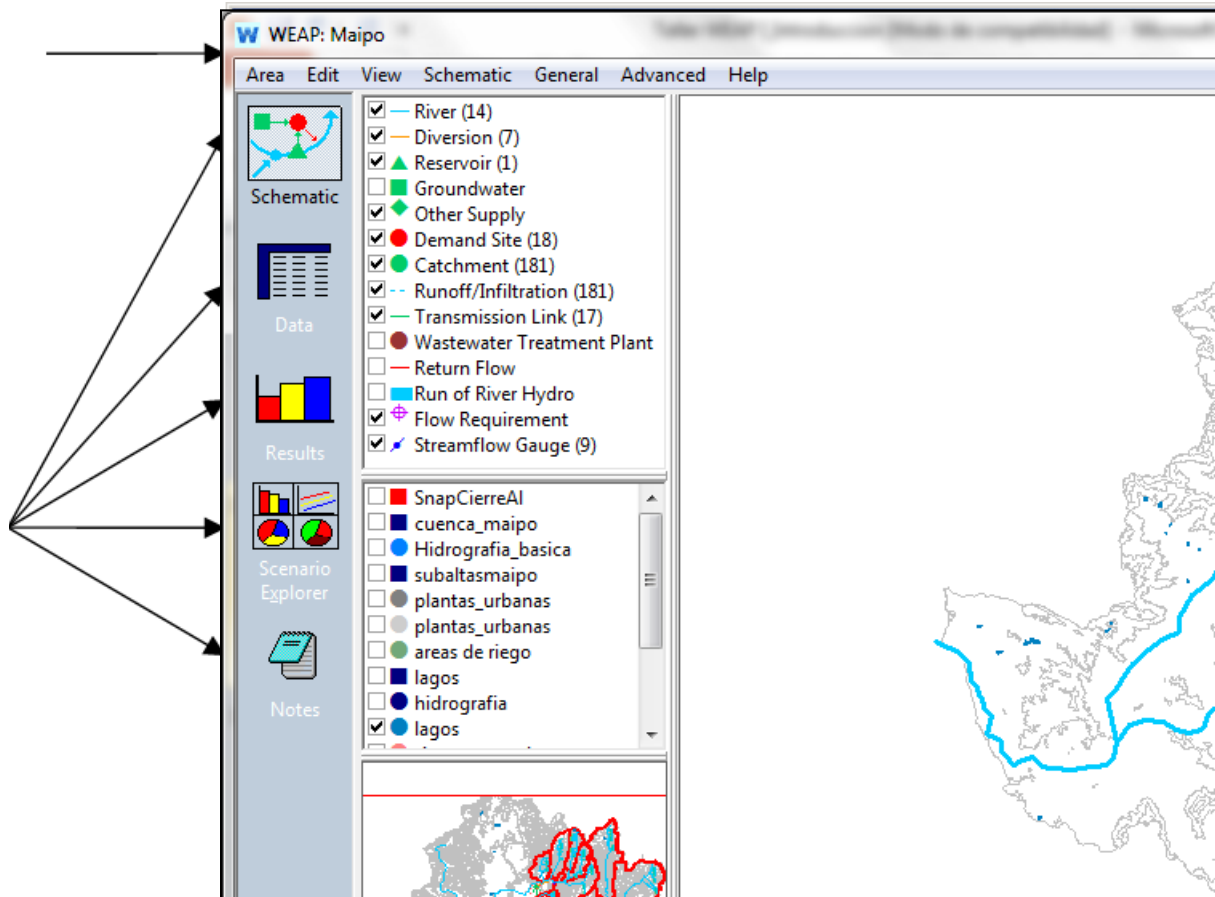 WEAP: Maipo
Area Edit View Schematic General Advanced Help
Schematic
Data
Results
Scenario
Explorer
Notes
River (14)
Diversion (7)
Reservoir (1)
Groundwater
Other Supply
Demand Site (18)
Catchment (181)
Runoff/Infiltration (181)
Transmission Link (17)
Wastewater Treatment Plant
Return Flow
Run of River Hydro
Flow Requirement
Streamflow Gauge (9)
SnapCierreAI
cuenca_maipo
Hidrografia_basica
subaltasmaipo
plantas_urbanas
plantas_urbanas
areas de riego
lagos
hidrografia
lagos